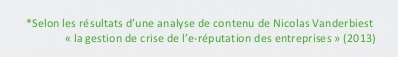 *Selon les résultats d’une analyse de contenu de Nicolas Vanderbiest
« la gestion de crise de l’e-réputation des entreprises » (2013)